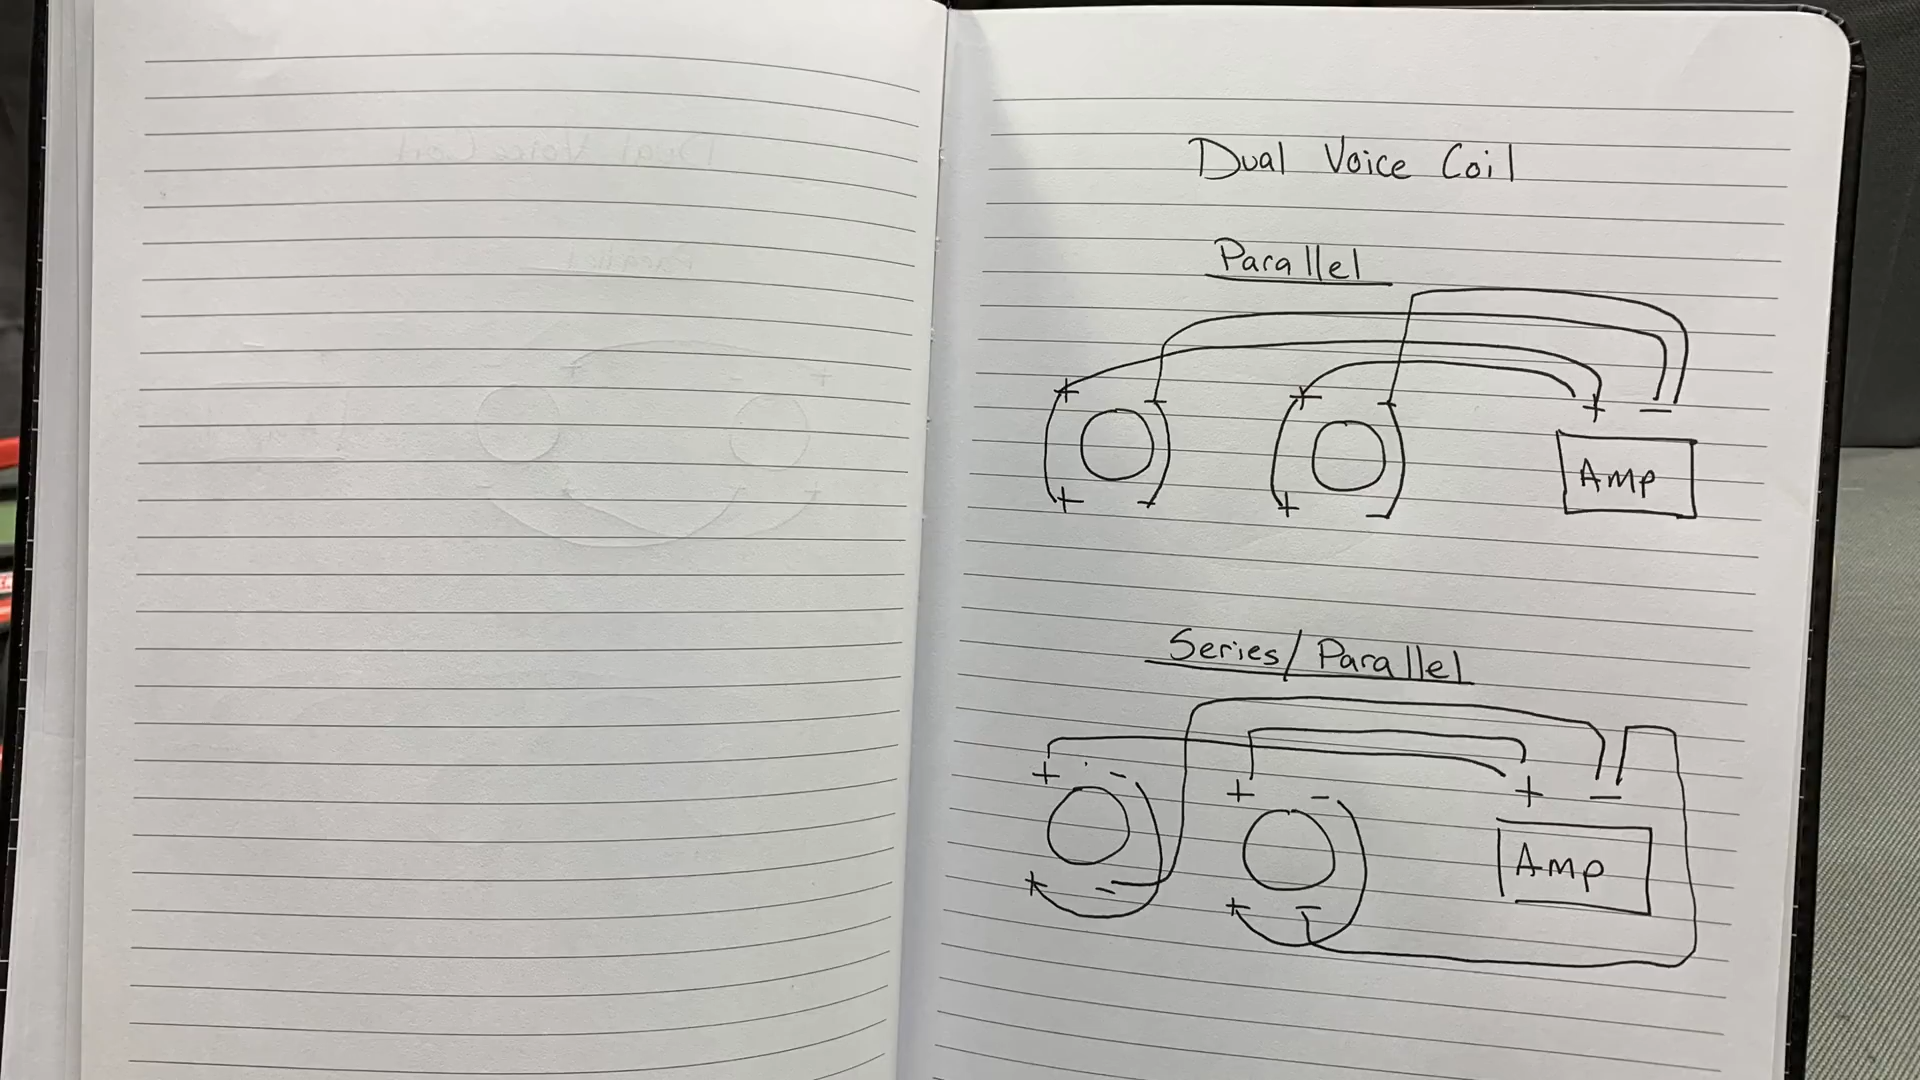 Dual Voice Coil
Parallel
+ - + - + -
+ - + -
Amp
Series/Parallel
+ - + - + -
+ - + -
Amp